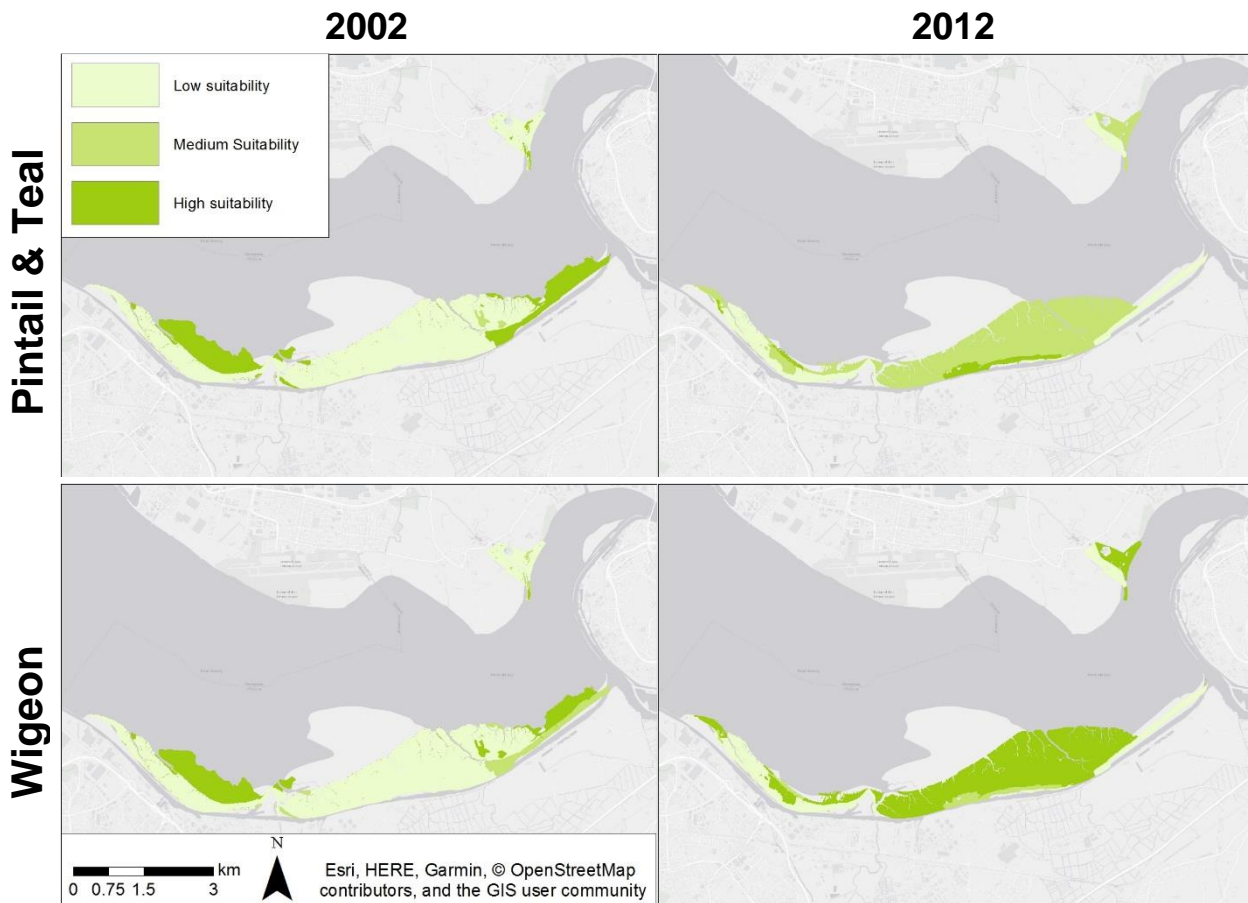 2002
2012
Low suitability
Medium Suitability
High suitability
Pintail & Teal
Wigeon
N
km
0 0.75 1.5 3
Esri, HERE, Garmin, © OpenStreetMap
contributors, and the GIS user community